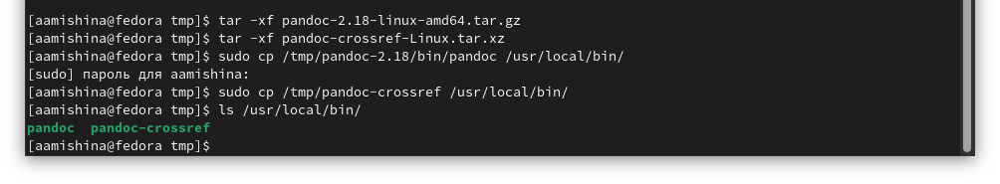 [aamishina@fedora tmp]$ tar -xf pandoc-2.18-linux-amd64.tar.gz
[aamishina@fedora tmp]$ tar -xf pandoc-crossref-Linux.tar.xz
[aamishina@fedora tmp]$ sudo cp /tmp/pandoc-2.18/bin/pandoc /usr/local/bin/
[sudo] пароль для aamishina:
[aamishina@fedora tmp]$ sudo cp /tmp/pandoc-crossref /usr/local/bin/
[aamishina@fedora tmp]$ ls /usr/local/bin/
pandoc  pandoc-crossref
[aamishina@fedora tmp]$